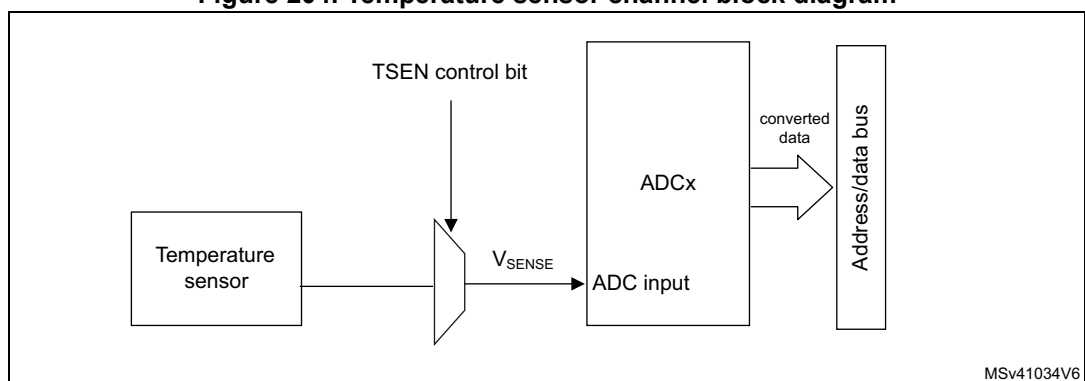 Figure 204. Temperature sensor channel block diagram
TSEN control bit
converted
data
Address/data bus
ADCx
Temperature
sensor
VSENSE
ADC input
MSv41034V6